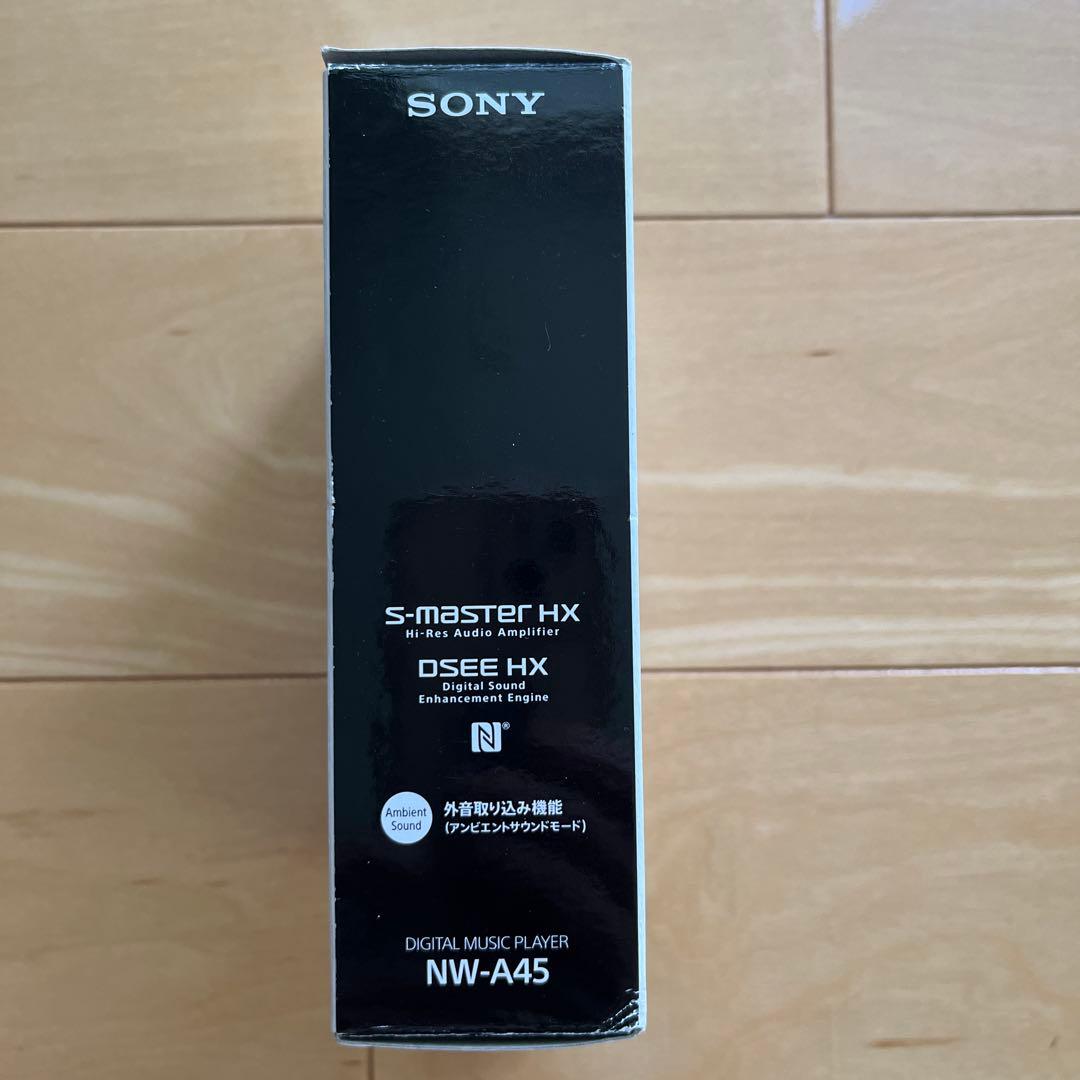 SONY
S-Master HX
Hi-Res Audio Amplifier
DSEE HX
Digital Sound
Enhancement Engine
N®
Ambient
Sound
外音取り込み機能
(アンビエントサウンドモード)
DIGITAL MUSIC PLAYER
NW-A45